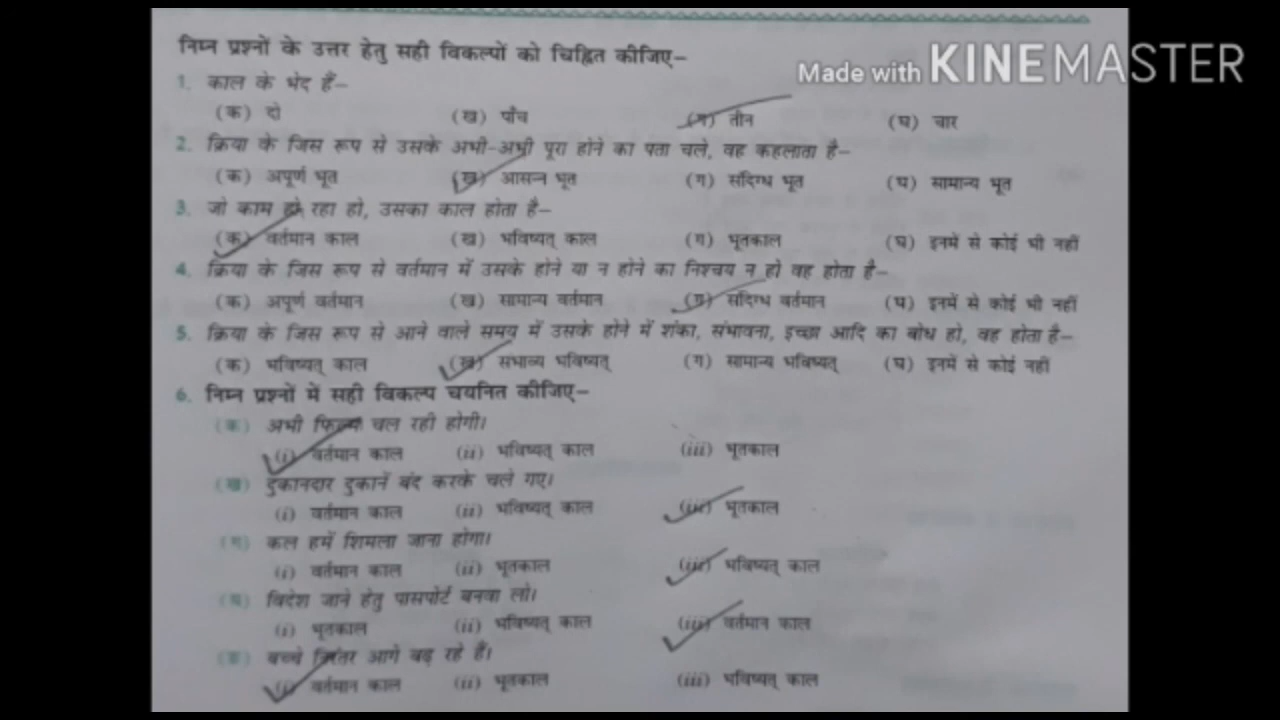 निम्न प्रश्नों के उत्तर हेतु सही विकल्पों को चिह्नित कीजिए–
Made with KINEMASTER
1. काल के भेद हैं–
(क) दो (ख) पाँच (ग) तीन (घ) चार
2. क्रिया के जिस रूप से उसके अभी-अभी पूरा होने का पता चले, वह कहलाता है–
(क) अपूर्ण भूत (ख) आसन्न भूत (ग) संदिग्ध भूत (घ) सामान्य भूत
3. जो काम हो रहा हो, उसका काल होता है–
(क) वर्तमान काल (ख) भविष्यत् काल (ग) भूतकाल (घ) इनमें से कोई भी नहीं
4. क्रिया के जिस रूप से वर्तमान में उसके होने या न होने का निश्चय न हो वह होता है–
(क) अपूर्ण वर्तमान (ख) सामान्य वर्तमान (ग) संदिग्ध वर्तमान (घ) इनमें से कोई भी नहीं
5. क्रिया के जिस रूप से आने वाले समय में उसके होने में शंका, संभावना, इच्छा आदि का बोध हो, वह होता है–
(क) भविष्यत् काल (ख) संभाव्य भविष्यत् (ग) सामान्य भविष्यत् (घ) इनमें से कोई नहीं
6. निम्न प्रश्नों में सही विकल्प चयनित कीजिए–
(क) अभी फिल्म चल रही होगी।
(i) वर्तमान काल (ii) भविष्यत् काल (iii) भूतकाल
(ख) दुकानदार दुकानें बंद करके चले गए।
(i) वर्तमान काल (ii) भविष्यत् काल (iii) भूतकाल
(ग) कल हमें शिमला जाना होगा।
(i) वर्तमान काल (ii) भूतकाल (iii) भविष्यत् काल
(घ) विदेश जाने हेतु पासपोर्ट बनवा लो।
(i) भूतकाल (ii) भविष्यत् काल (iii) वर्तमान काल
(ङ) बच्चे निरंतर आगे बढ़ रहे हैं।
(i) वर्तमान काल (ii) भूतकाल (iii) भविष्यत् काल